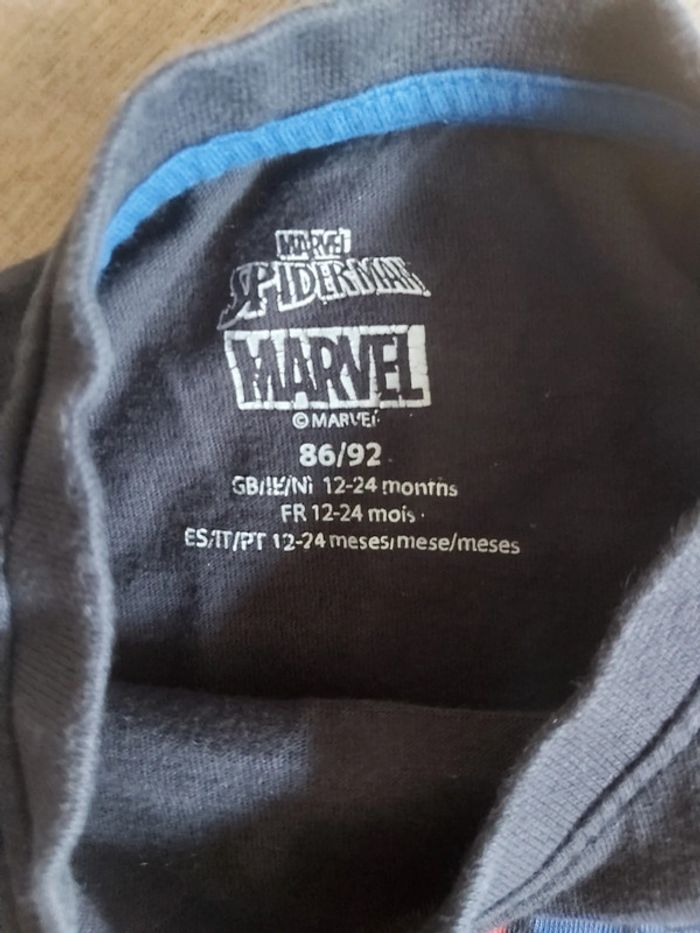 MARVEL
SPIDER-MAN
MARVEL
© MARVEL
86/92
GB/IE/NI 12-24 months
FR 12-24 mois
ES/IT/PT 12-24 meses/mese/meses